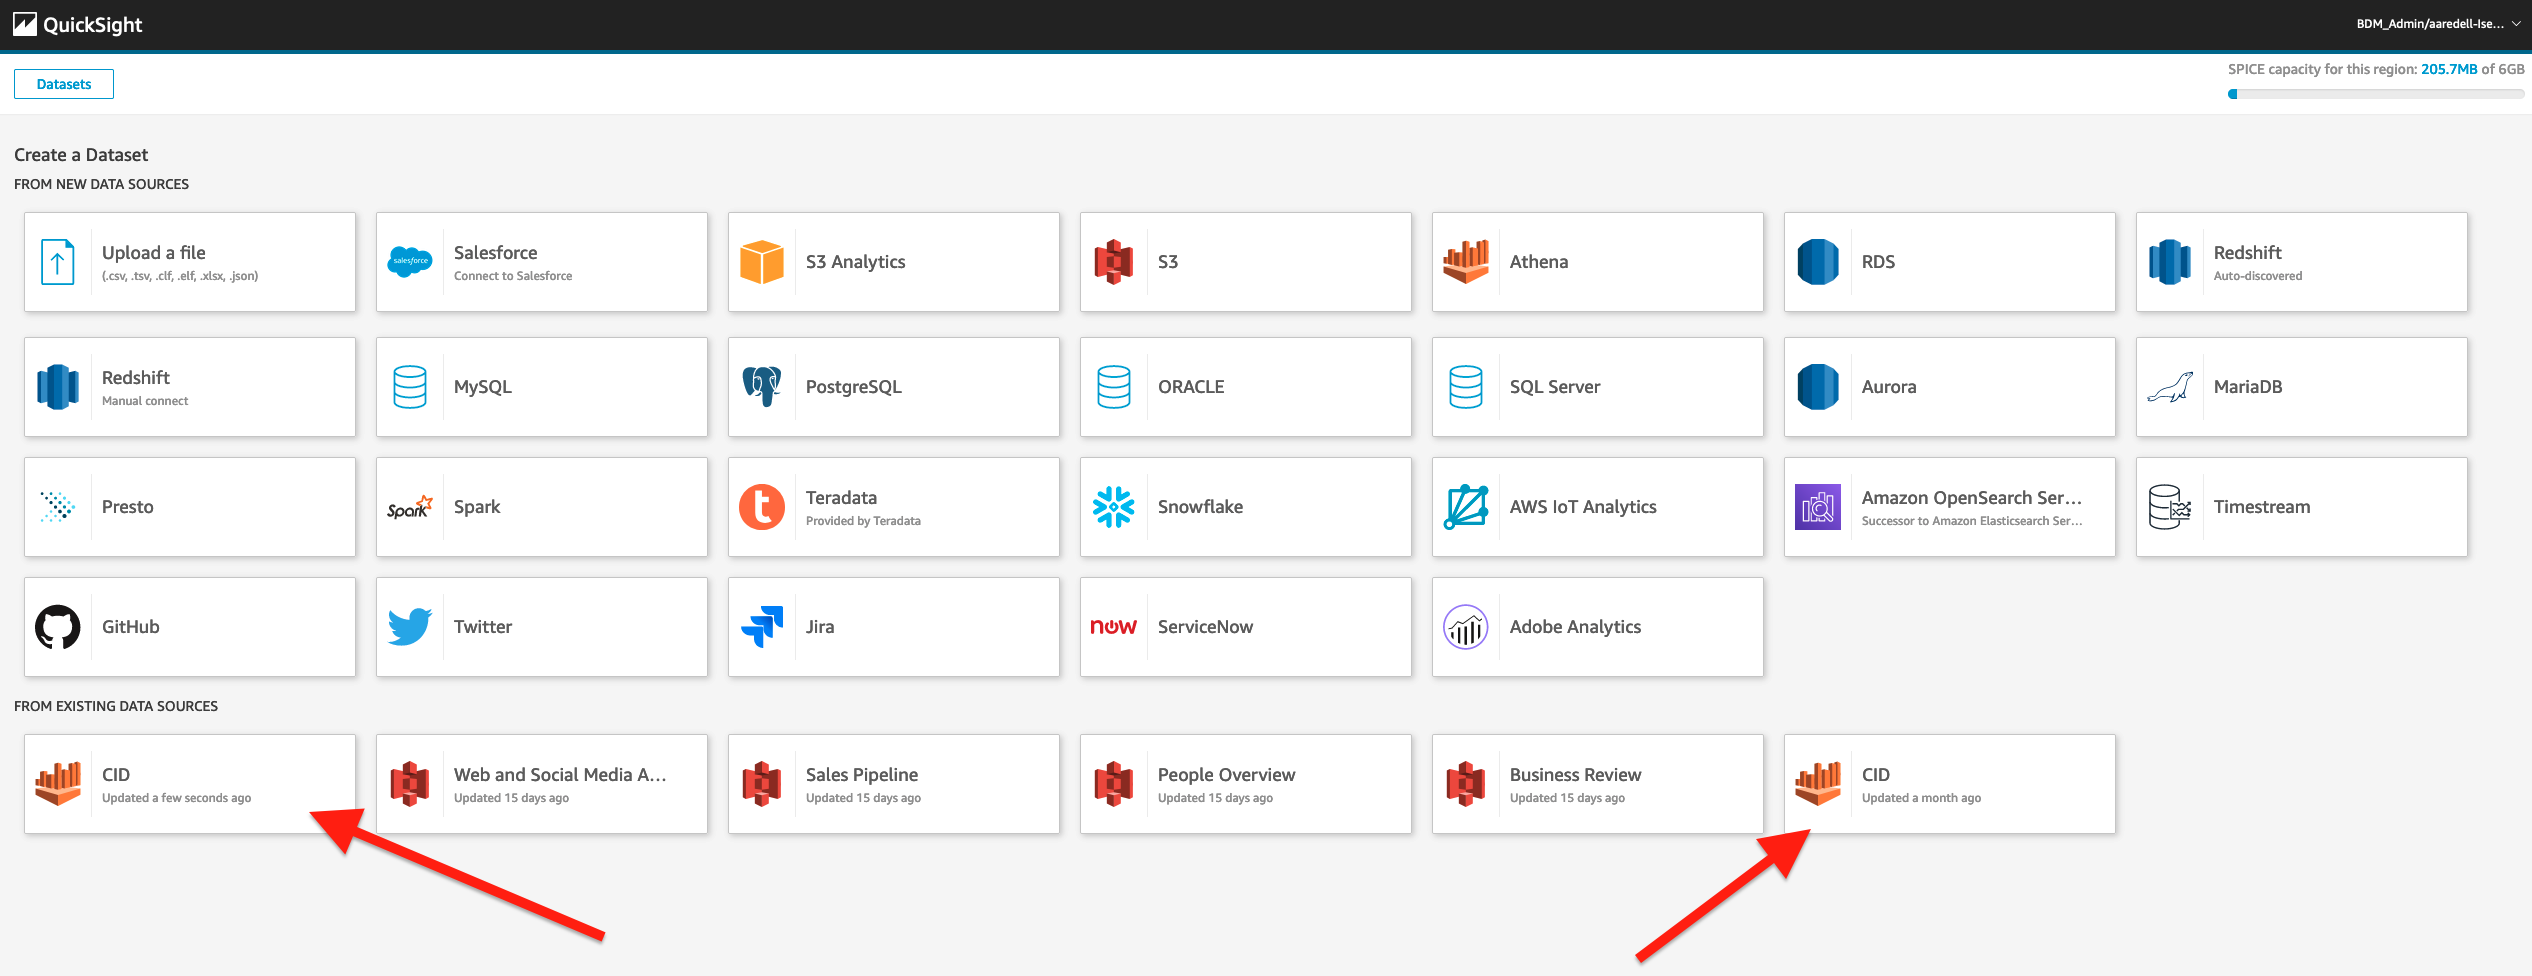 QuickSight
BDM_Admin/aaredell-Ise...
Datasets
SPICE capacity for this region: 205.7MB of 6GB
Create a Dataset
FROM NEW DATA SOURCES
Upload a file
(.csv, .tsv, .clf, .elf, .xlsx, .json)
salesforce
Salesforce
Connect to Salesforce
S3 Analytics
S3
Athena
RDS
Redshift
Auto-discovered
Redshift
Manual connect
MySQL
PostgreSQL
ORACLE
SQL Server
Aurora
MariaDB
Presto
Spark
Spark
t
Teradata
Provided by Teradata
Snowflake
AWS IoT Analytics
Amazon OpenSearch Ser...
Successor to Amazon Elasticsearch Ser...
Timestream
GitHub
Twitter
Jira
now
ServiceNow
Adobe Analytics
FROM EXISTING DATA SOURCES
CID
Updated a few seconds ago
Web and Social Media A...
Updated 15 days ago
Sales Pipeline
Updated 15 days ago
People Overview
Updated 15 days ago
Business Review
Updated 15 days ago
CID
Updated a month ago